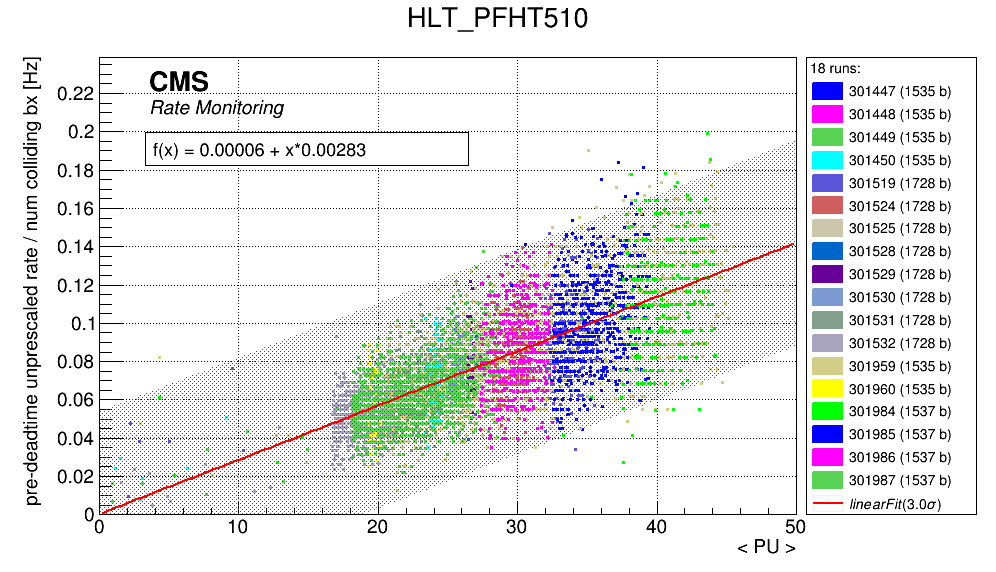 HLT_PFHT510
pre-deadtime unprescaled rate / num colliding bx [Hz]
CMS
Rate Monitoring
f(x) = 0.00006 + x*0.00283
0.22
0.2
0.18
0.16
0.14
0.12
0.1
0.08
0.06
0.04
0.02
0
0 10 20 30 40 50
< PU >
18 runs:
301447 (1535 b)
301448 (1535 b)
301449 (1535 b)
301450 (1535 b)
301519 (1728 b)
301524 (1728 b)
301525 (1728 b)
301528 (1728 b)
301529 (1728 b)
301530 (1728 b)
301531 (1728 b)
301532 (1728 b)
301959 (1535 b)
301960 (1535 b)
301984 (1537 b)
301985 (1537 b)
301986 (1537 b)
301987 (1537 b)
linearFit(3.0σ)